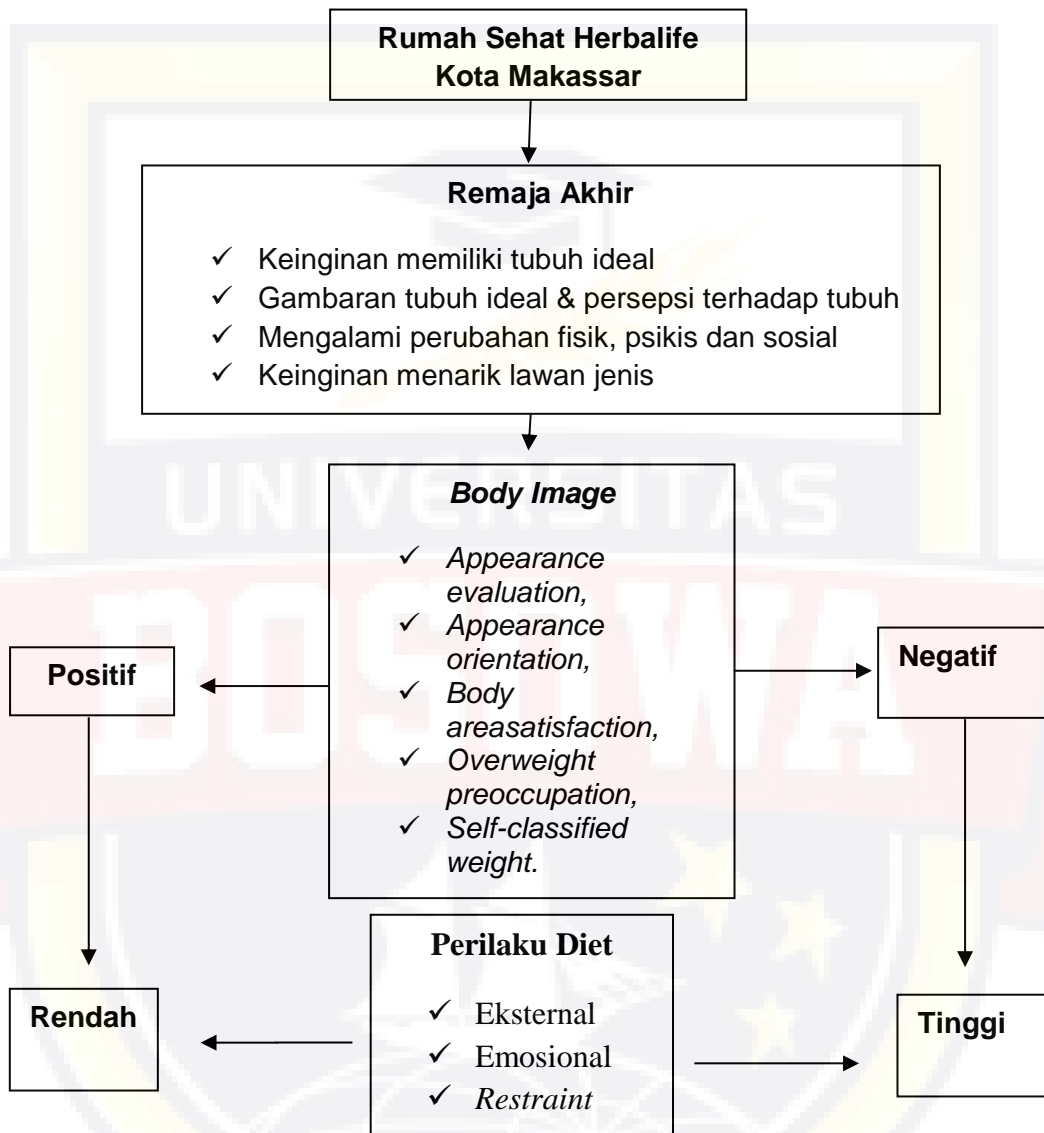 Rumah Sehat Herbalife
Kota Makassar
Remaja Akhir
✓ Keinginan memiliki tubuh ideal
✓ Gambaran tubuh ideal & persepsi terhadap tubuh
✓ Mengalami perubahan fisik, psikis dan sosial
✓ Keinginan menarik lawan jenis
UNIVERSITAS
BOSOWA
Body Image
✓ Appearance
evaluation,
✓ Appearance
orientation,
✓ Body
areasatisfaction,
✓ Overweight
preoccupation,
✓ Self-classified
weight.
Positif
Negatif
Perilaku Diet
✓ Eksternal
✓ Emosional
✓ Restraint
Rendah
Tinggi